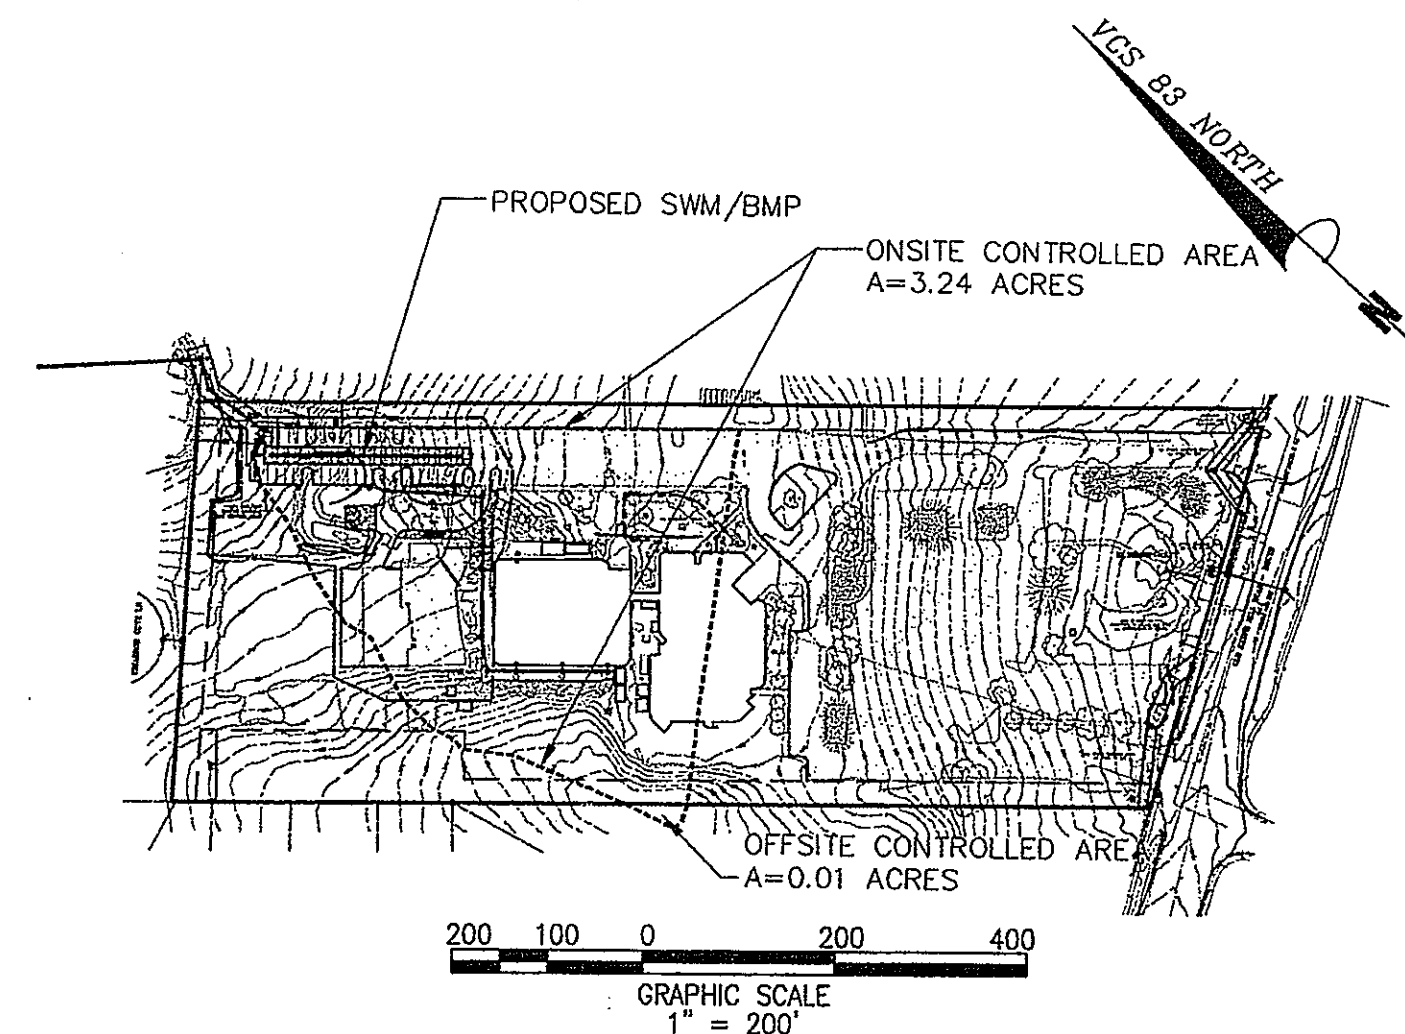 VCS 83 NORTH
N
PROPOSED SWM/BMP
ONSITE CONTROLLED AREA
A=3.24 ACRES
OFFSITE CONTROLLED AREA
A=0.01 ACRES
200 100 0 200 400
GRAPHIC SCALE
1" = 200'